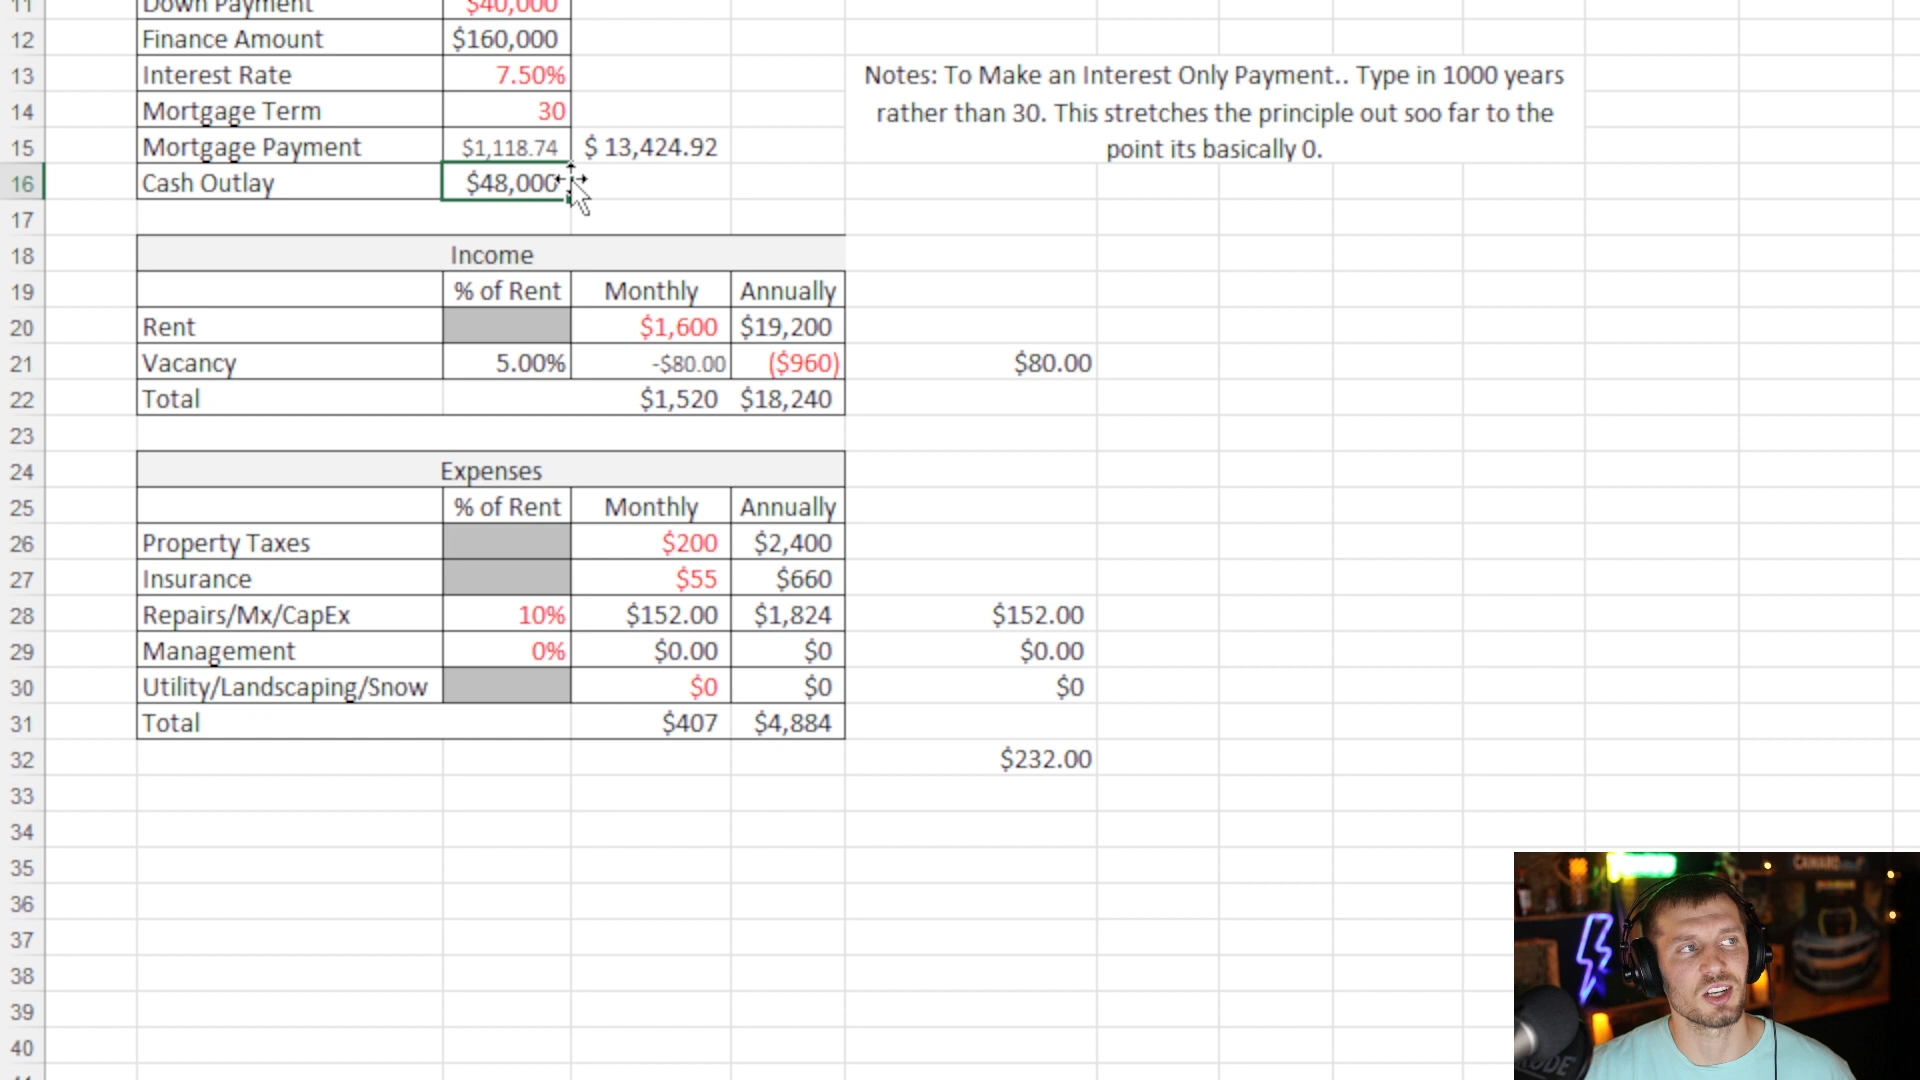 11 Down Payment $40,000
12 Finance Amount $160,000
13 Interest Rate 7.50% Notes: To Make an Interest Only Payment.. Type in 1000 years
14 Mortgage Term 30 rather than 30. This stretches the principle out soo far to the
15 Mortgage Payment $1,118.74 $ 13,424.92 point its basically 0.
16 Cash Outlay $48,000
17
18 Income
19 % of Rent Monthly Annually
20 Rent $1,600 $19,200
21 Vacancy 5.00% -$80.00 ($960) $80.00
22 Total $1,520 $18,240
23
24 Expenses
25 % of Rent Monthly Annually
26 Property Taxes $200 $2,400
27 Insurance $55 $660
28 Repairs/Mx/CapEx 10% $152.00 $1,824 $152.00
29 Management 0% $0.00 $0 $0.00
30 Utility/Landscaping/Snow $0 $0 $0
31 Total $407 $4,884
32 $232.00
33
34
35
36
37
38
39
40